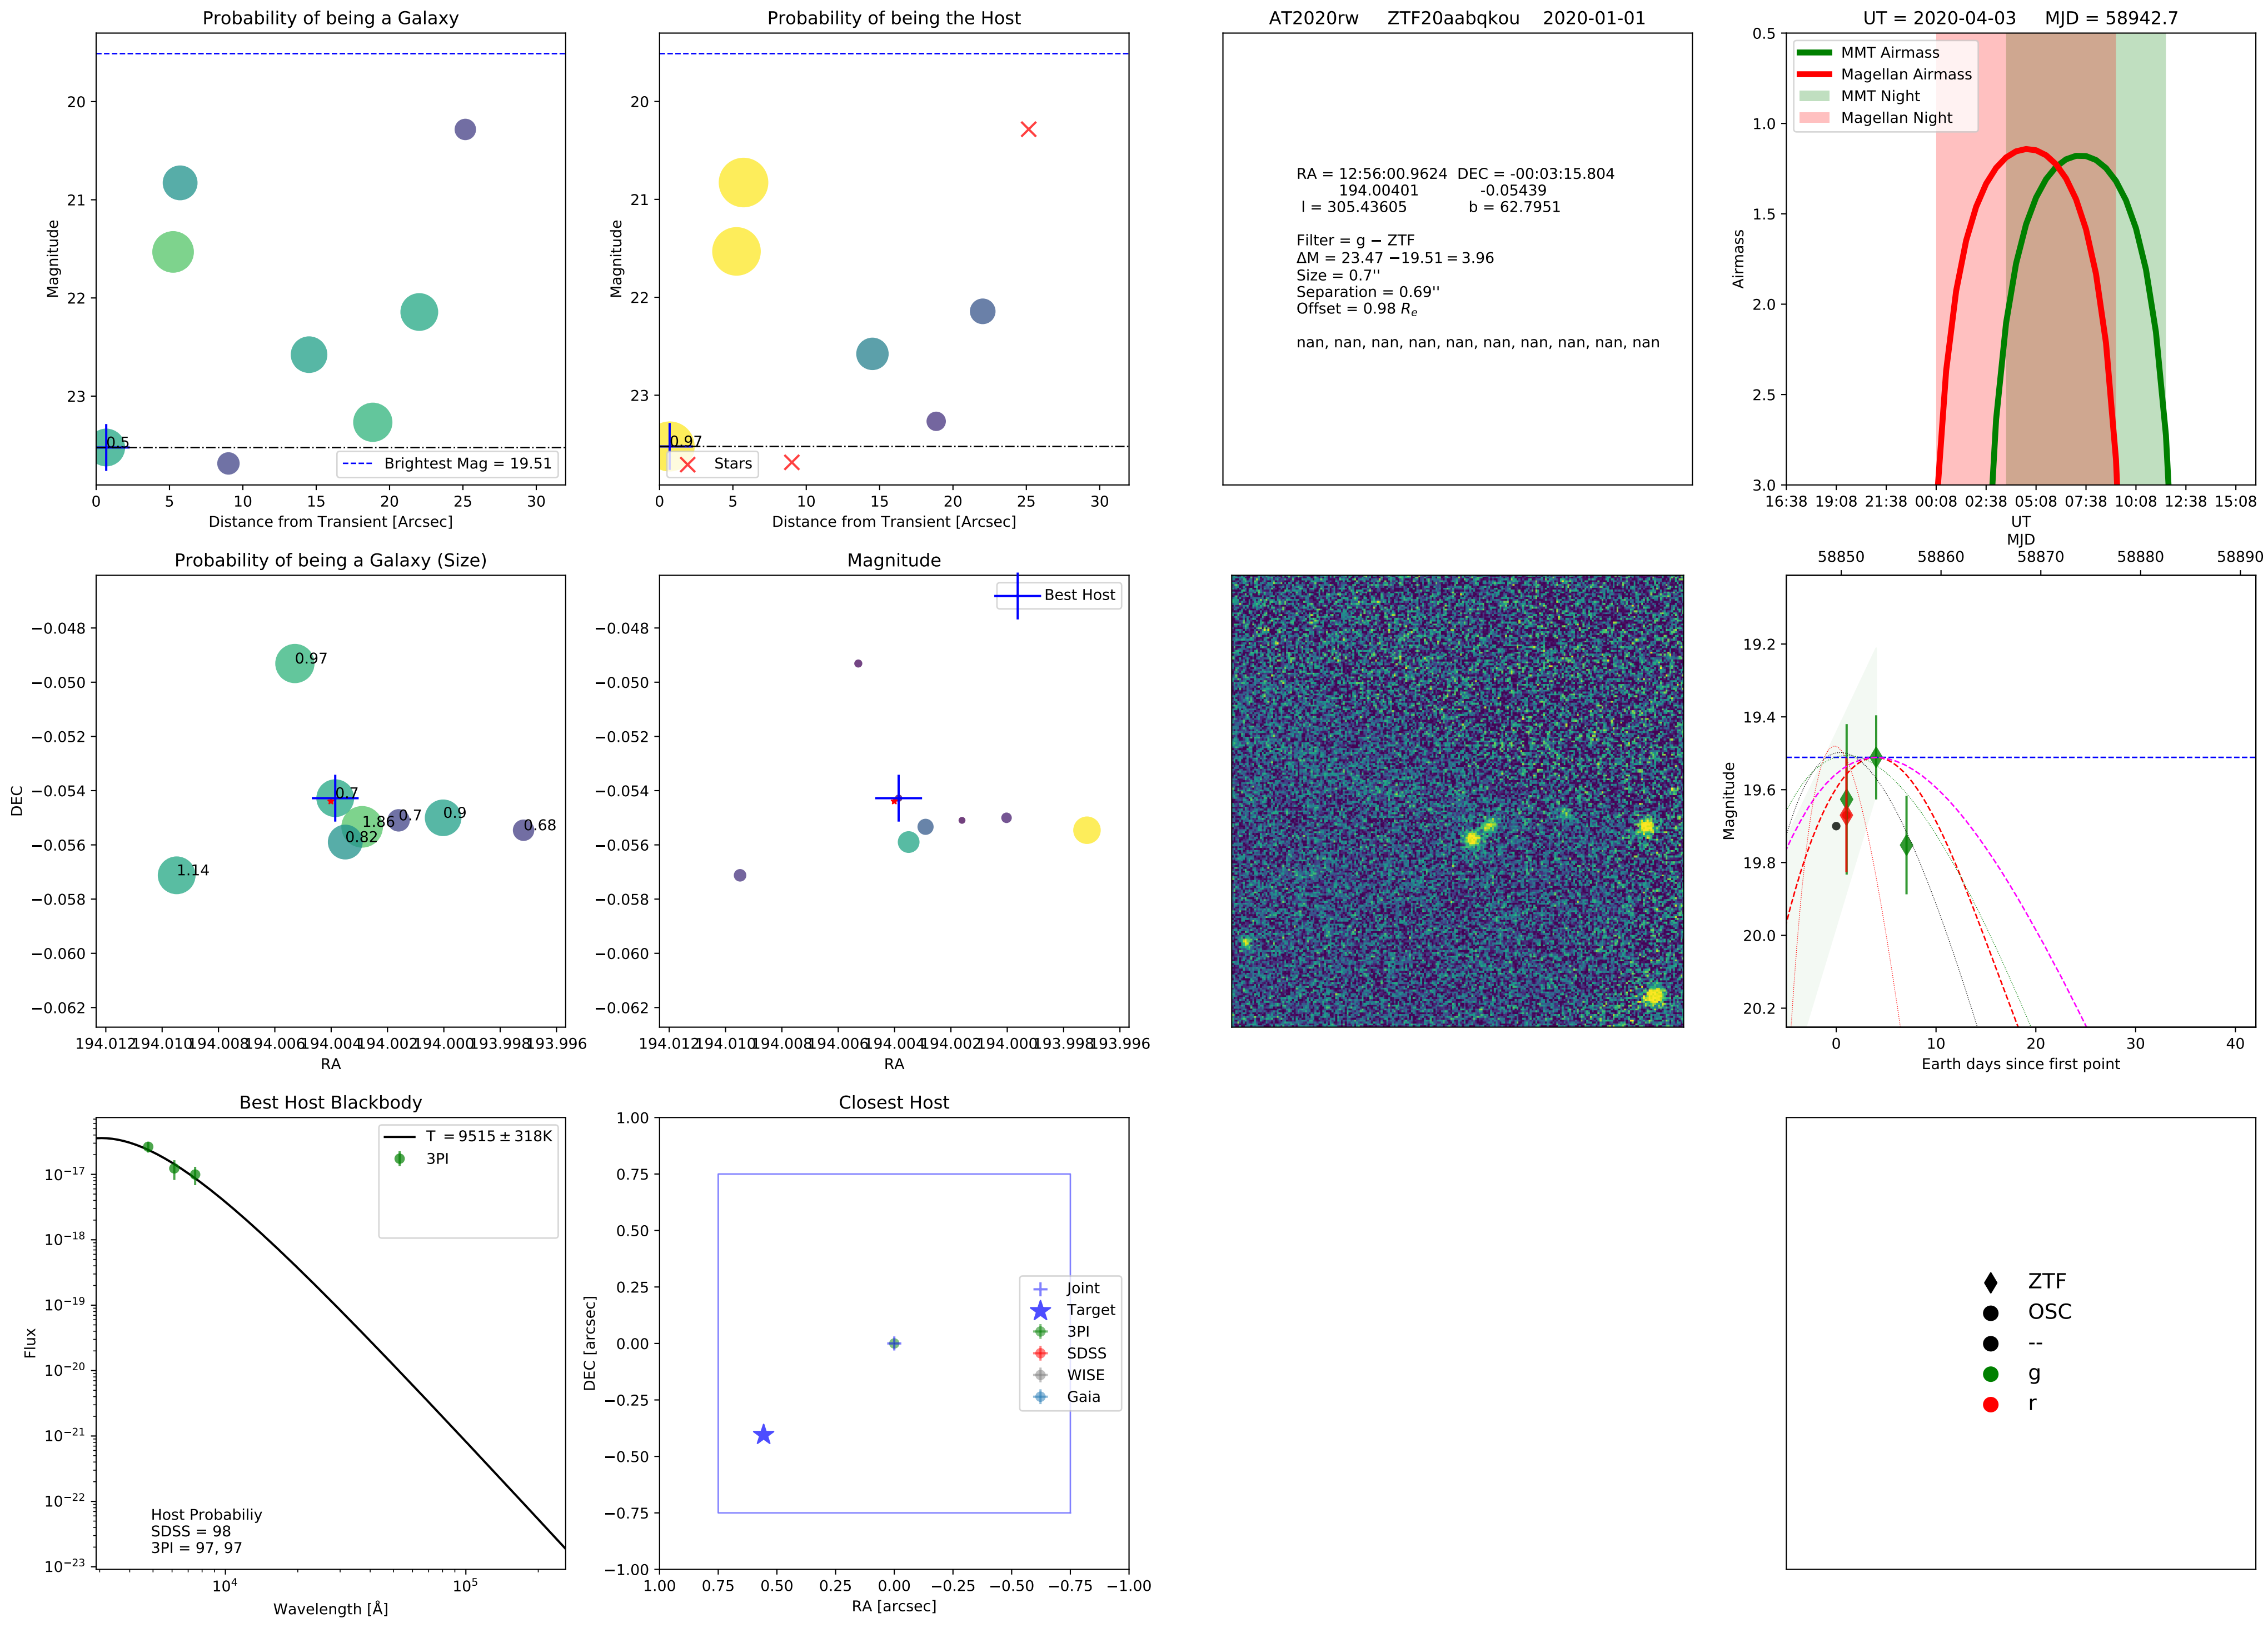 Probability of being a Galaxy
Magnitude
20
21
22
23
0.5
Brightest Mag = 19.51
0 5 10 15 20 25 30
Distance from Transient [Arcsec]
Probability of being the Host
Magnitude
20
21
22
23
0.97
Stars
0 5 10 15 20 25 30
Distance from Transient [Arcsec]
AT2020rw ZTF20aabqkou 2020-01-01
RA = 12:56:00.9624 DEC = -00:03:15.804
194.00401 -0.05439
l = 305.43605 b = 62.7951
Filter = g − ZTF
ΔM = 23.47 −19.51 = 3.96
Size = 0.7''
Separation = 0.69''
Offset = 0.98 Rₑ
nan, nan, nan, nan, nan, nan, nan, nan, nan, nan
UT = 2020-04-03 MJD = 58942.7
MMT Airmass
Magellan Airmass
MMT Night
Magellan Night
Airmass
0.5
1.0
1.5
2.0
2.5
3.0
16:38 19:08 21:38 00:08 02:38 05:08 07:38 10:08 12:38 15:08
UT
Probability of being a Galaxy (Size)
DEC
−0.048
−0.050
−0.052
−0.054
−0.056
−0.058
−0.060
−0.062
0.97
0.7
1.86
0.7
0.9
0.68
0.82
1.14
194.012 194.010 194.008 194.006 194.004 194.002 194.000 193.998 193.996
RA
Magnitude
Best Host
−0.048
−0.050
−0.052
−0.054
−0.056
−0.058
−0.060
−0.062
194.012 194.010 194.008 194.006 194.004 194.002 194.000 193.998 193.996
RA
MJD
58850 58860 58870 58880 58890
Magnitude
19.2
19.4
19.6
19.8
20.0
20.2
0 10 20 30 40
Earth days since first point
Best Host Blackbody
T = 9515 ± 318K
3PI
Flux
10⁻¹⁷
10⁻¹⁸
10⁻¹⁹
10⁻²⁰
10⁻²¹
10⁻²²
10⁻²³
Host Probabiliy
SDSS = 98
3PI = 97, 97
10⁴ 10⁵
Wavelength [Å]
Closest Host
DEC [arcsec]
1.00
0.75
0.50
0.25
0.00
−0.25
−0.50
−0.75
−1.00
Joint
Target
3PI
SDSS
WISE
Gaia
1.00 0.75 0.50 0.25 0.00 −0.25 −0.50 −0.75 −1.00
RA [arcsec]
ZTF
OSC
--
g
r